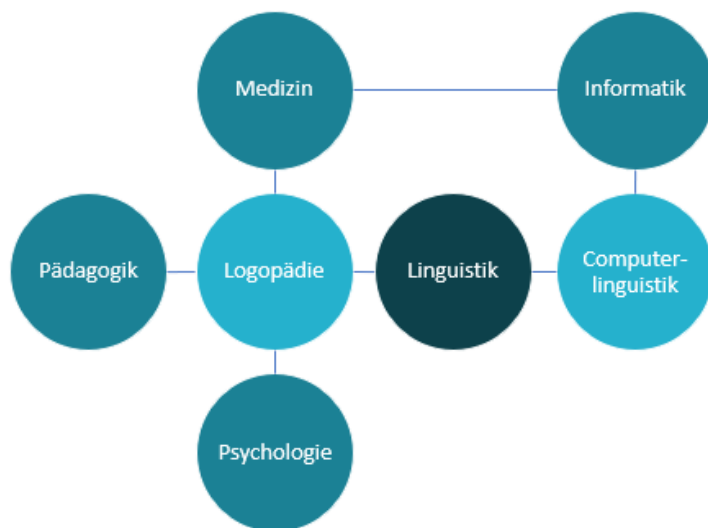 Medizin
Informatik
Pädagogik
Logopädie
Linguistik
Computer-
linguistik
Psychologie